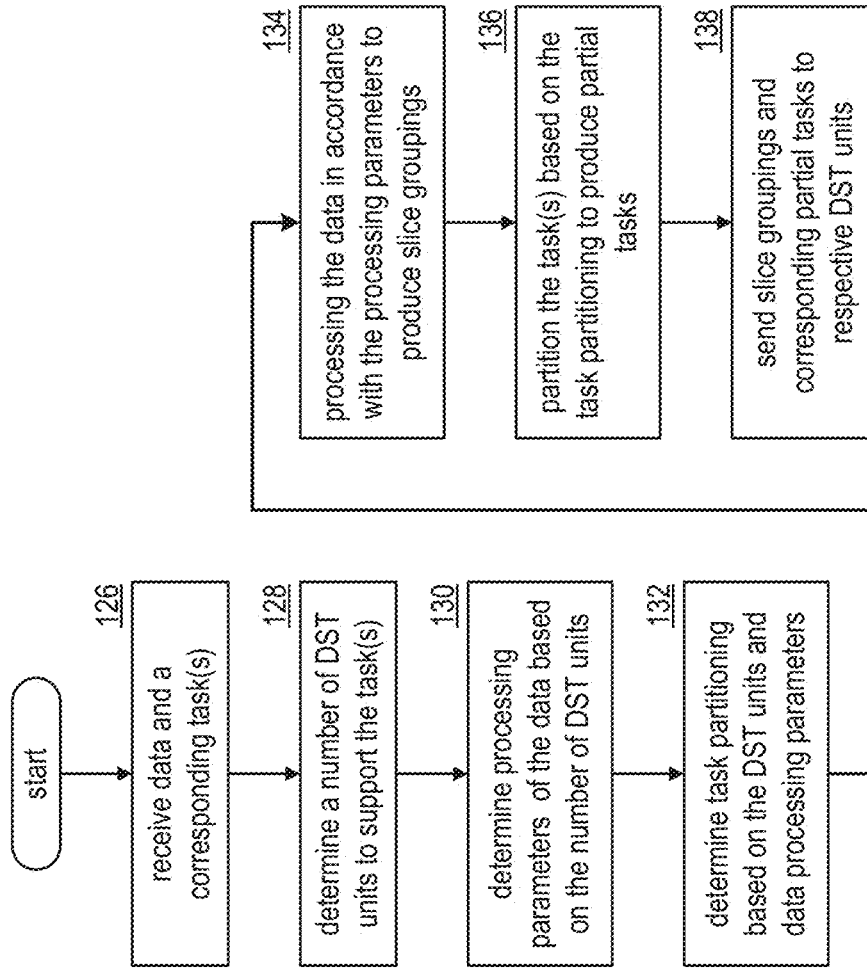 start
126
receive data and a
corresponding task(s)
128
determine a number of DST
units to support the task(s)
130
determine processing
parameters of the data based
on the number of DST units
132
determine task partitioning
based on the DST units and
data processing parameters
134
processing the data in accordance
with the processing parameters to
produce slice groupings
136
partition the task(s) based on the
task partitioning to produce partial
tasks
138
send slice groupings and
corresponding partial tasks to
respective DST units